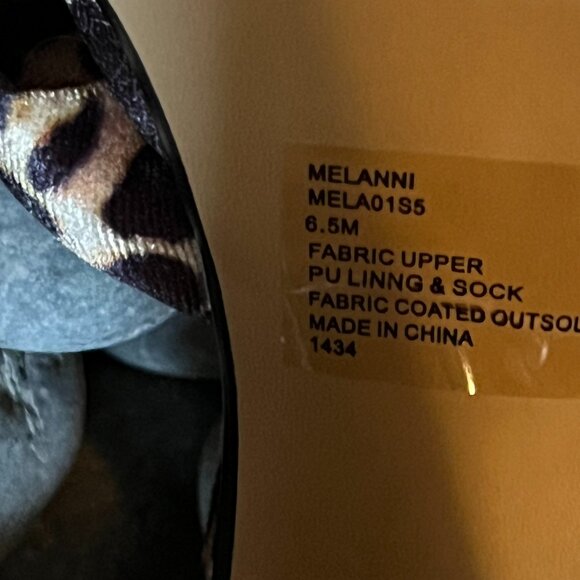 MELANNI
MELA01S5
6.5M
FABRIC UPPER
PU LINNG & SOCK
FABRIC COATED OUTSOL
MADE IN CHINA
1434